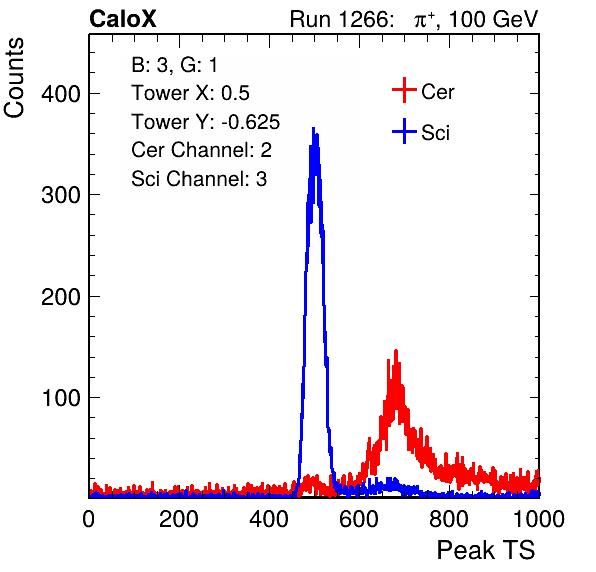 CaloX Run 1266: π⁺, 100 GeV
B: 3, G: 1
Tower X: 0.5
Tower Y: -0.625
Cer Channel: 2
Sci Channel: 3
Cer
Sci
Counts
400
300
200
100
0 200 400 600 800 1000
Peak TS